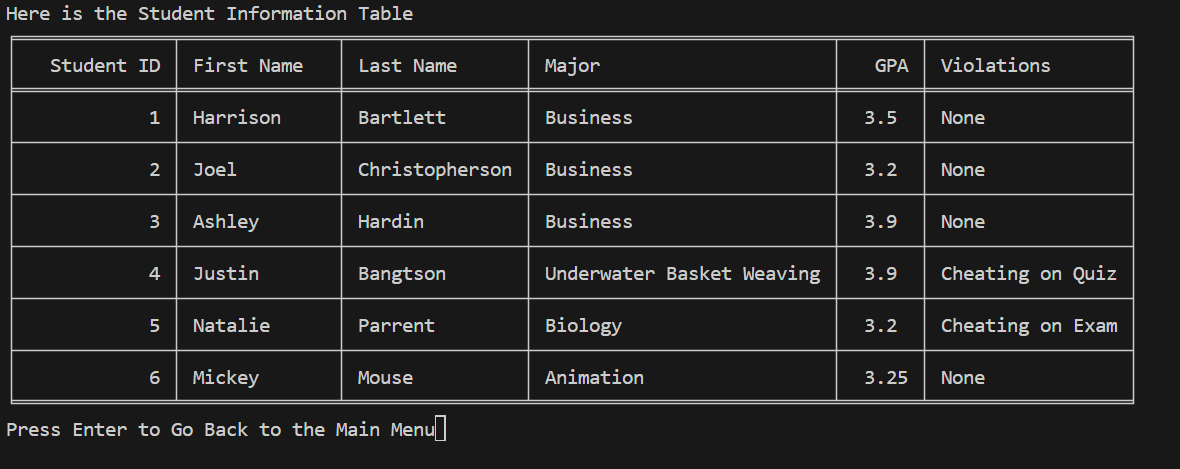 Here is the Student Information Table
Student ID First Name Last Name Major GPA Violations
1 Harrison Bartlett Business 3.5 None
2 Joel Christopherson Business 3.2 None
3 Ashley Hardin Business 3.9 None
4 Justin Bangtson Underwater Basket Weaving 3.9 Cheating on Quiz
5 Natalie Parrent Biology 3.2 Cheating on Exam
6 Mickey Mouse Animation 3.25 None
Press Enter to Go Back to the Main Menu